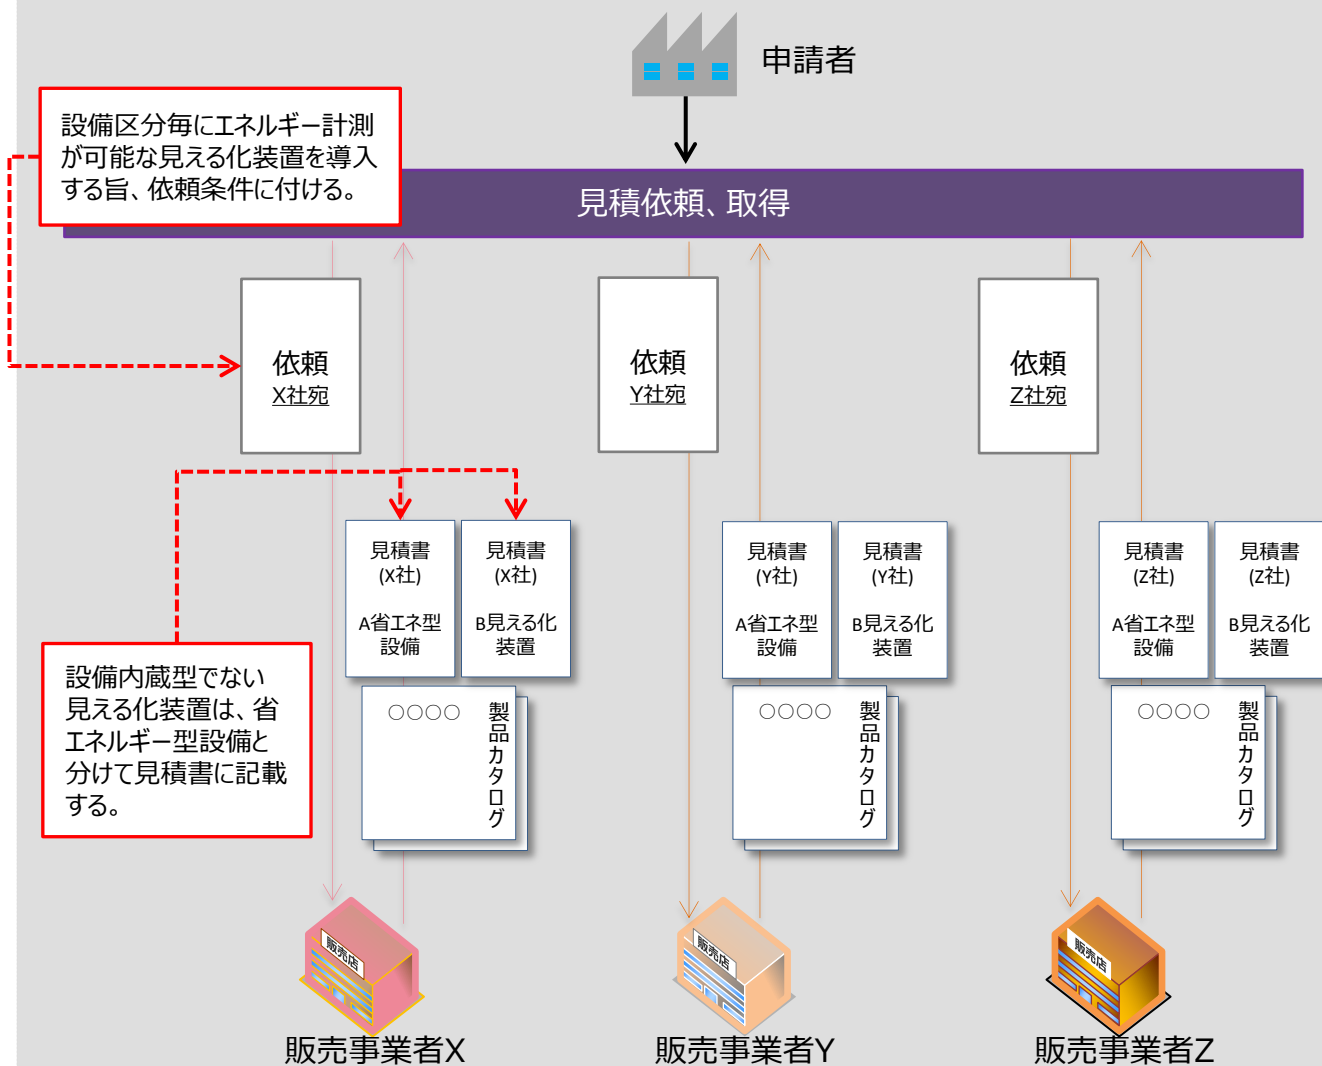 申請者
設備区分毎にエネルギー計測
が可能な見える化装置を導入
する旨、依頼条件に付ける。
見積依頼、取得
依頼
X社宛
依頼
Y社宛
依頼
Z社宛
見積書
(X社)
A省エネ型
設備
見積書
(X社)
B見える化
装置
見積書
(Y社)
A省エネ型
設備
見積書
(Y社)
B見える化
装置
見積書
(Z社)
A省エネ型
設備
見積書
(Z社)
B見える化
装置
設備内蔵型でない
見える化装置は、省
エネルギー型設備と
分けて見積書に記載
する。
○○○○
製品カタログ
○○○○
製品カタログ
○○○○
製品カタログ
販売店
販売店
販売店
販売事業者X
販売事業者Y
販売事業者Z